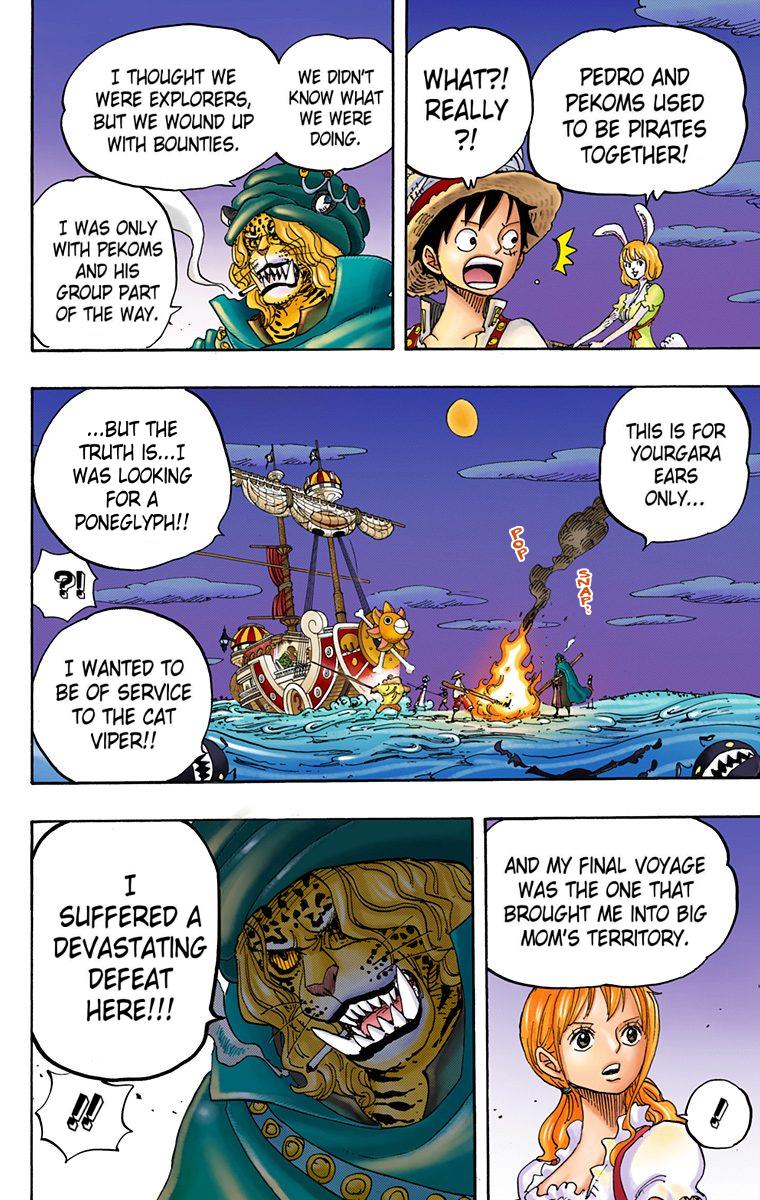 PEDRO AND
PEKOMS USED
TO BE PIRATES
TOGETHER!
WHAT?!
REALLY
?!
WE DIDN'T
KNOW WHAT
WE WERE
DOING.
I THOUGHT WE
WERE EXPLORERS,
BUT WE WOUND UP
WITH BOUNTIES.
I WAS ONLY
WITH PEKOMS
AND HIS
GROUP PART
OF THE WAY.
THIS IS FOR
YOURGARA
EARS
ONLY...
POP
SNAP
...BUT THE
TRUTH IS...I
WAS LOOKING
FOR A
PONEGLYPH!!
?!
I WANTED TO
BE OF SERVICE
TO THE CAT
VIPER!!
AND MY FINAL VOYAGE
WAS THE ONE THAT
BROUGHT ME INTO BIG
MOM'S TERRITORY.
!
I
SUFFERED A
DEVASTATING
DEFEAT
HERE!!!
!!